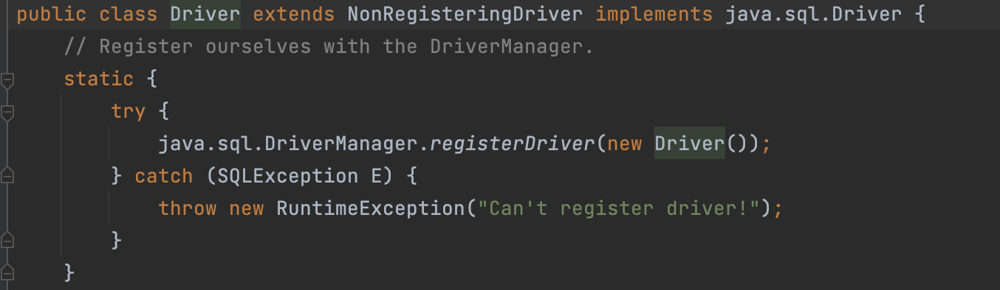 public class Driver extends NonRegisteringDriver implements java.sql.Driver {
// Register ourselves with the DriverManager.
static {
try {
java.sql.DriverManager.registerDriver(new Driver());
} catch (SQLException E) {
throw new RuntimeException("Can't register driver!");
}
}